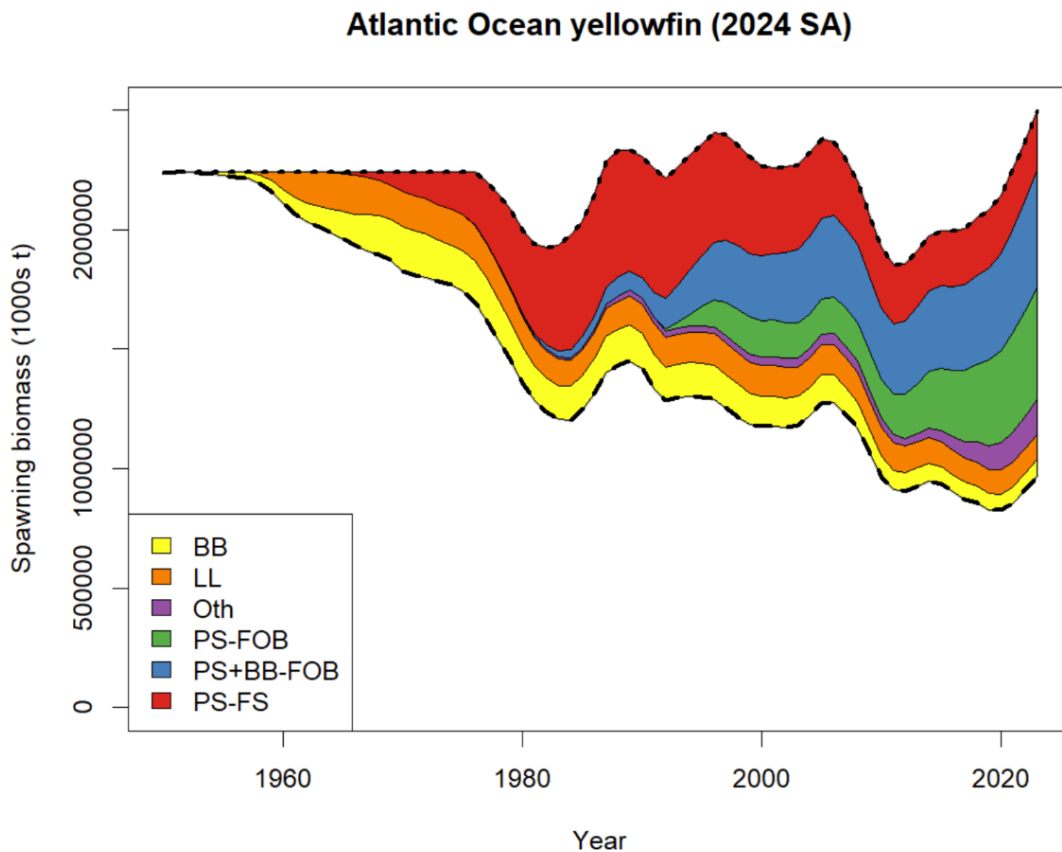 Atlantic Ocean yellowfin (2024 SA)
Spawning biomass (1000s t)
2000000
1000000
500000
0
BB
LL
Oth
PS-FOB
PS+BB-FOB
PS-FS
1960
1980
2000
2020
Year